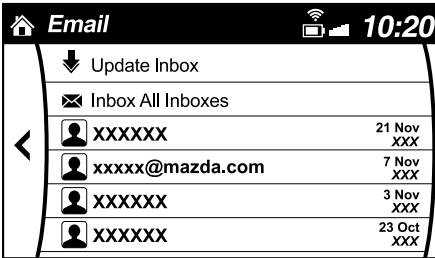 Email 10:20
Update Inbox
Inbox All Inboxes
XXXXXX 21 Nov
XXX
xxxxx@mazda.com 7 Nov
XXX
XXXXXX 3 Nov
XXX
XXXXXX 23 Oct
XXX